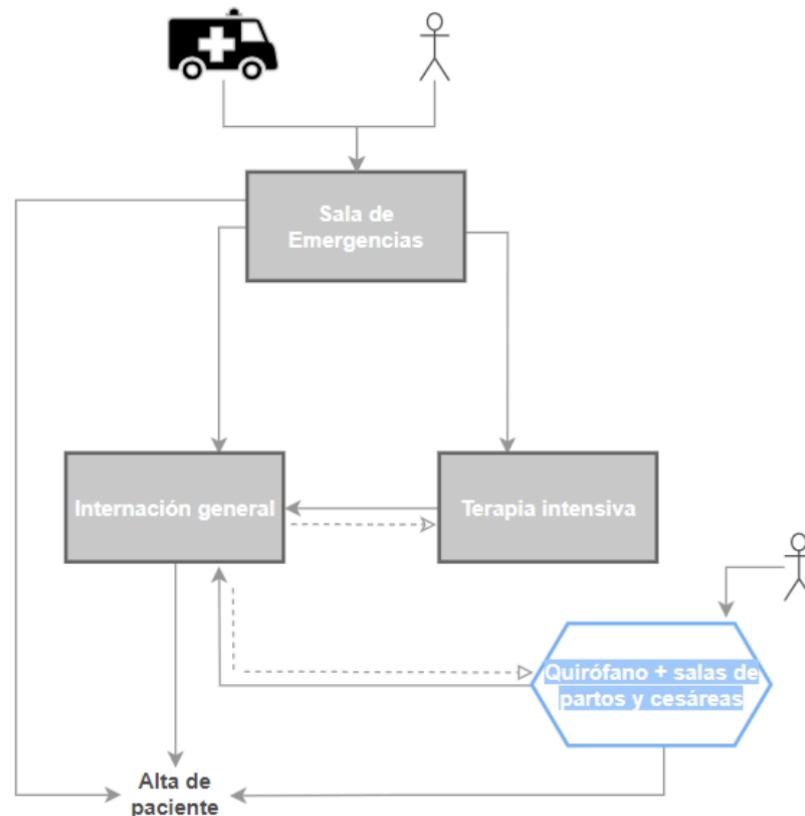 Sala de
Emergencias
Internación general
Terapia intensiva
Quirófano + salas de
partos y cesáreas
Alta de
paciente